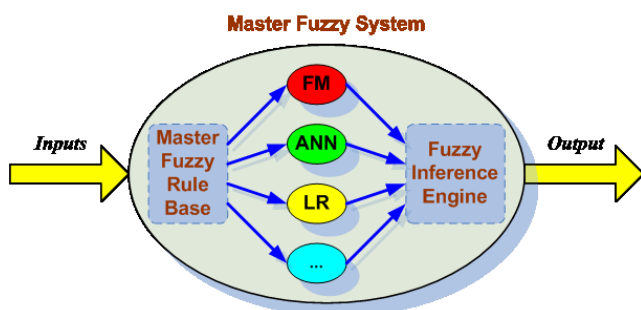 Master Fuzzy System
Inputs
Master
Fuzzy
Rule
Base
FM
ANN
LR
...
Fuzzy
Inference
Engine
Output